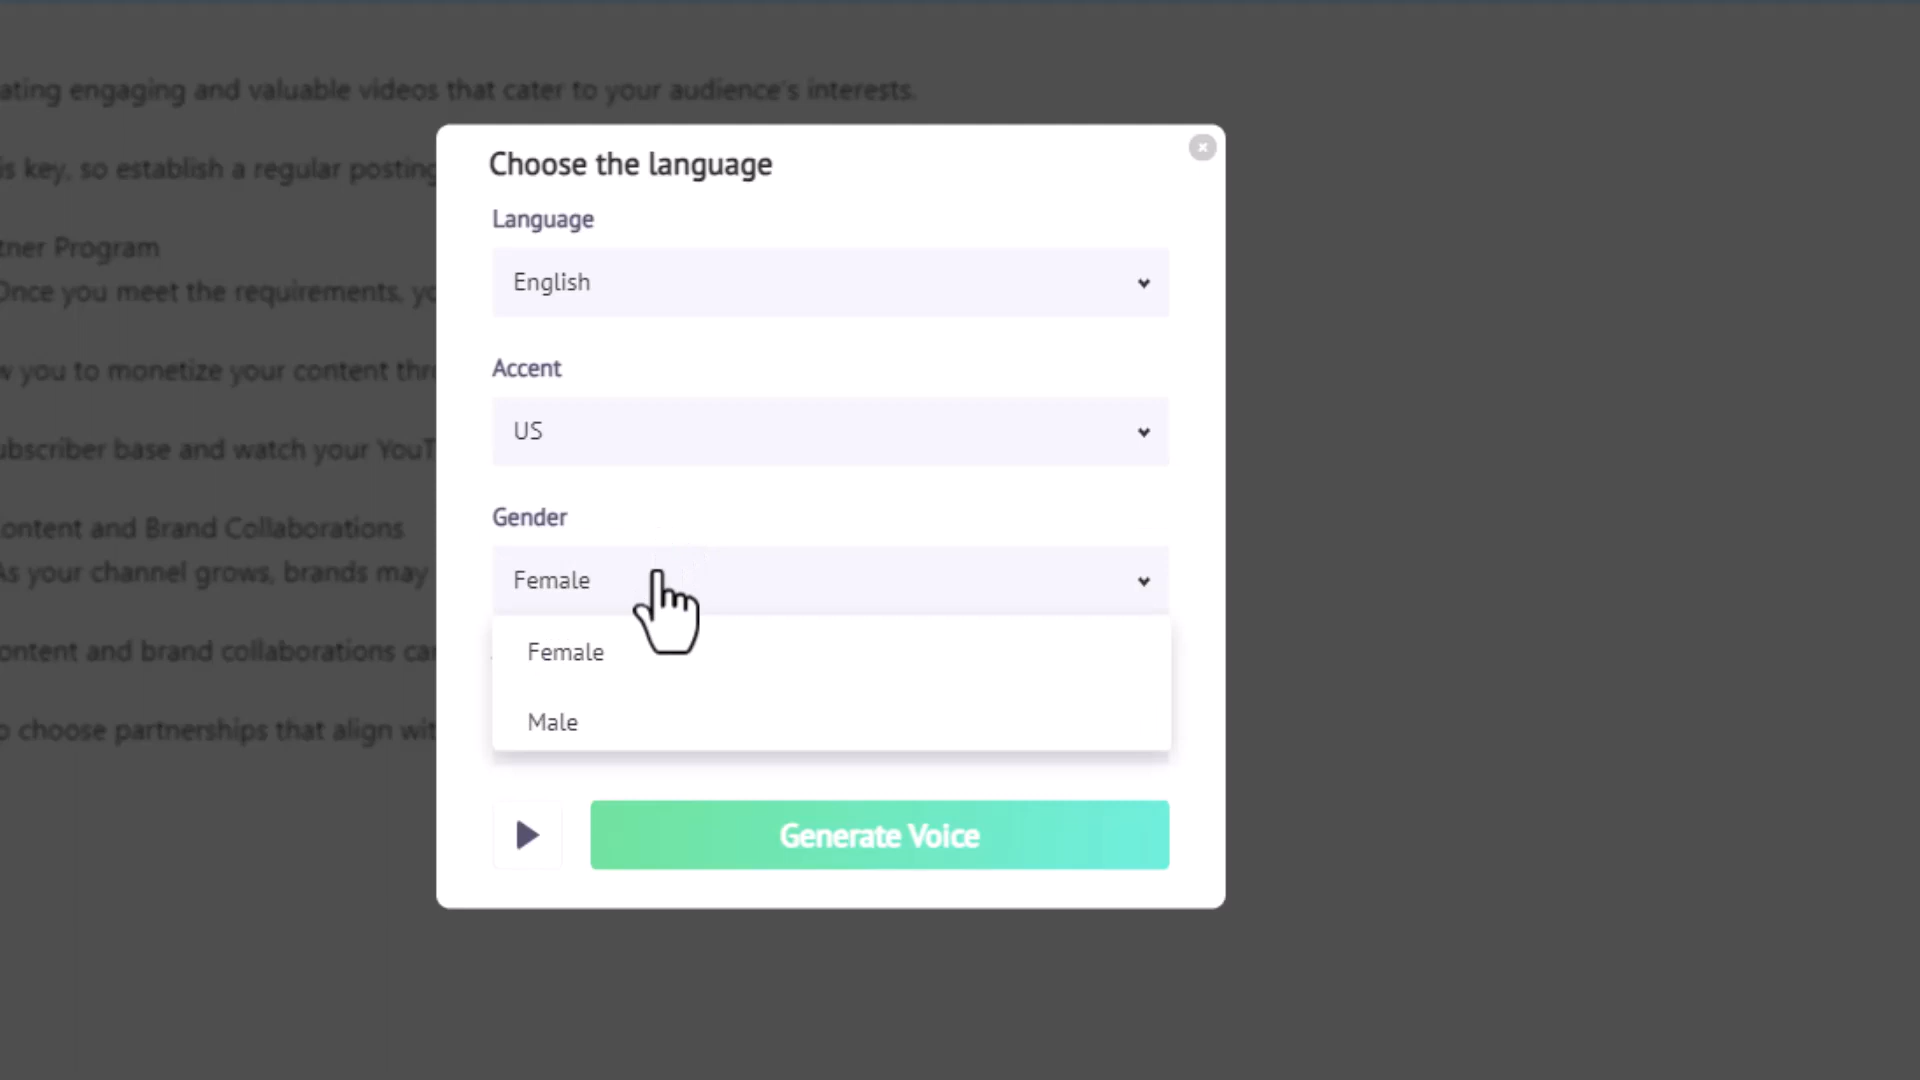 ating engaging and valuable videos that cater to your audience's interests.
Choose the language
is key, so establish a regular posting
Language
tner Program
English
Once you meet the requirements, yo
Accent
w you to monetize your content thr
US
ubscriber base and watch your YouT
Gender
ontent and Brand Collaborations
As your channel grows, brands may
Female
Female
ontent and brand collaborations ca
Male
o choose partnerships that align wit
Generate Voice